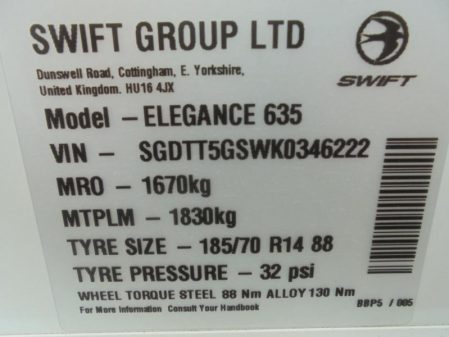 SWIFT GROUP LTD
SWIFT
Dunswell Road, Cottingham, E. Yorkshire,
United Kingdom. HU16 4JX
Model – ELEGANCE 635
VIN – SGDTT5GSWK0346222
MRO – 1670kg
MTPLM – 1830kg
TYRE SIZE – 185/70 R14 88
TYRE PRESSURE – 32 psi
WHEEL TORQUE STEEL 88 Nm ALLOY 130 Nm
For More Information Consult Your Handbook
BBP5 / 005